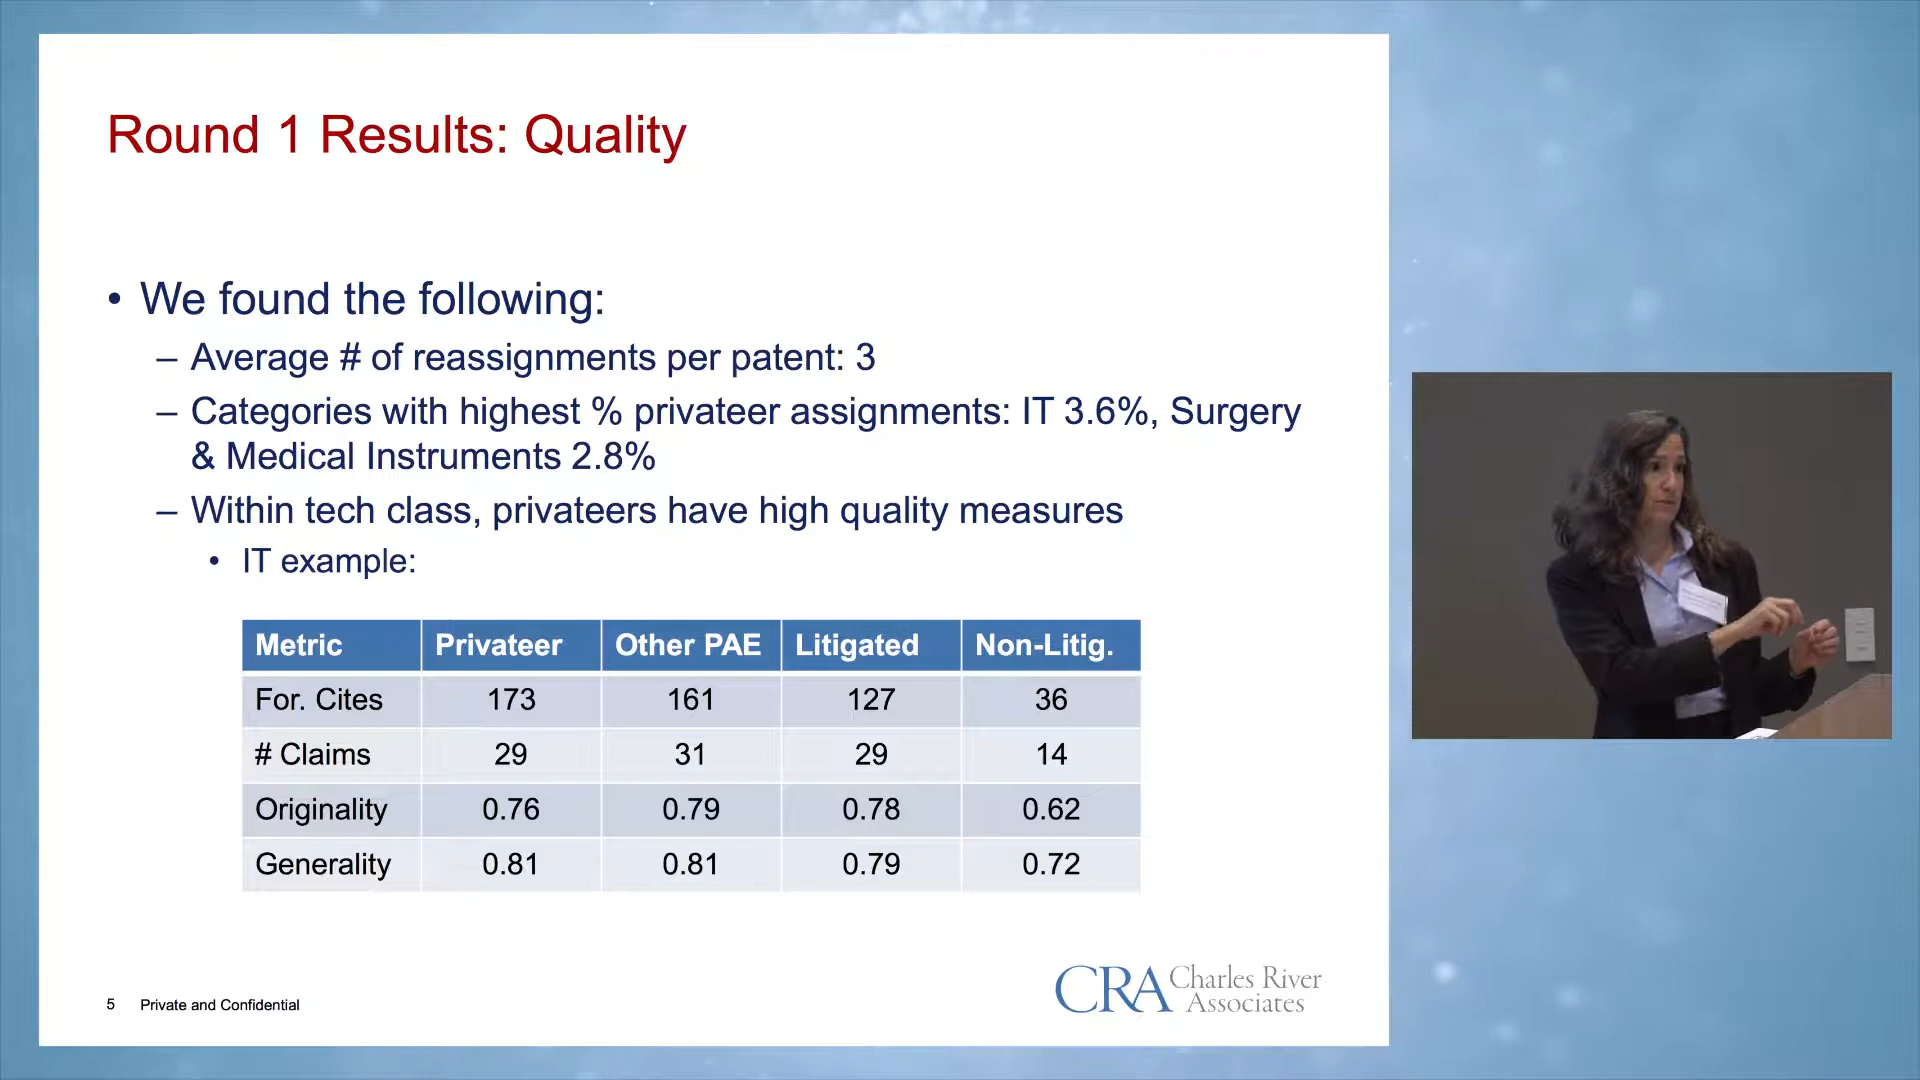 Round 1 Results: Quality
• We found the following:
– Average # of reassignments per patent: 3
– Categories with highest % privateer assignments: IT 3.6%, Surgery
& Medical Instruments 2.8%
– Within tech class, privateers have high quality measures
• IT example:
Metric Privateer Other PAE Litigated Non-Litig.
For. Cites 173 161 127 36
# Claims 29 31 29 14
Originality 0.76 0.79 0.78 0.62
Generality 0.81 0.81 0.79 0.72
5 Private and Confidential
CRA Charles River
Associates